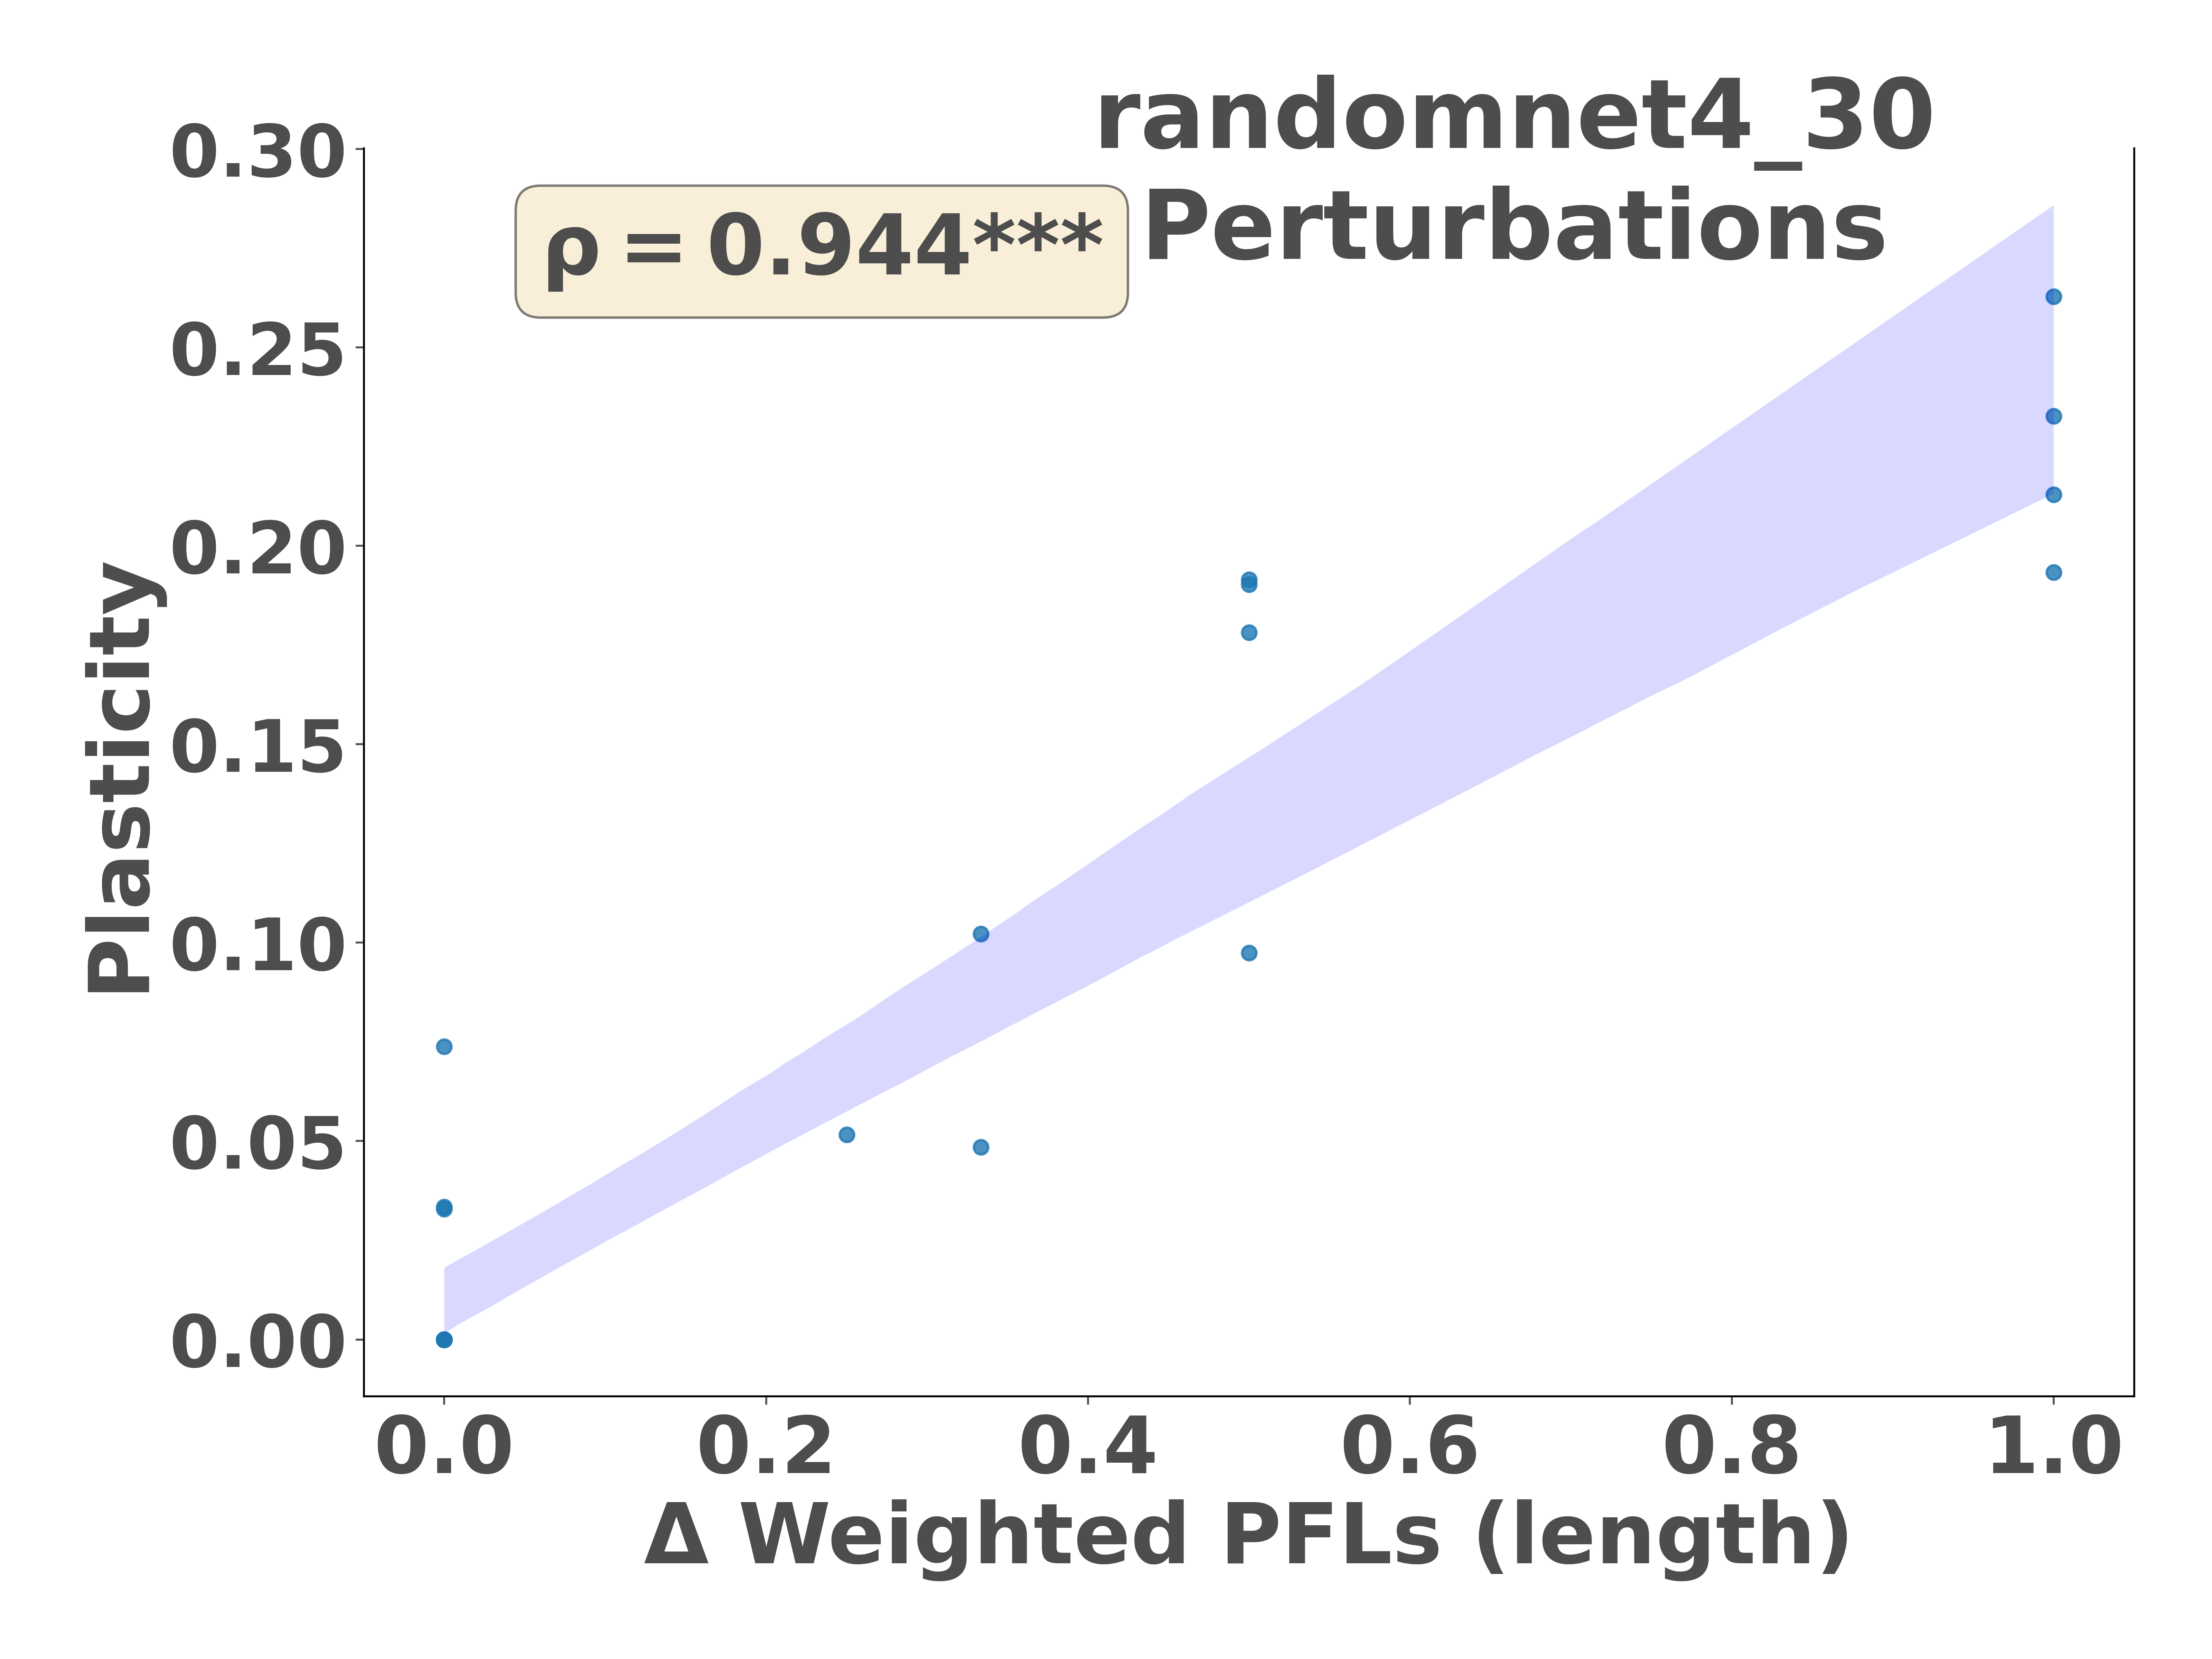 randomnet4_30
Perturbations
ρ = 0.944***
0.30
0.25
0.20
0.15
0.10
0.05
0.00
Plasticity
0.0 0.2 0.4 0.6 0.8 1.0
Δ Weighted PFLs (length)